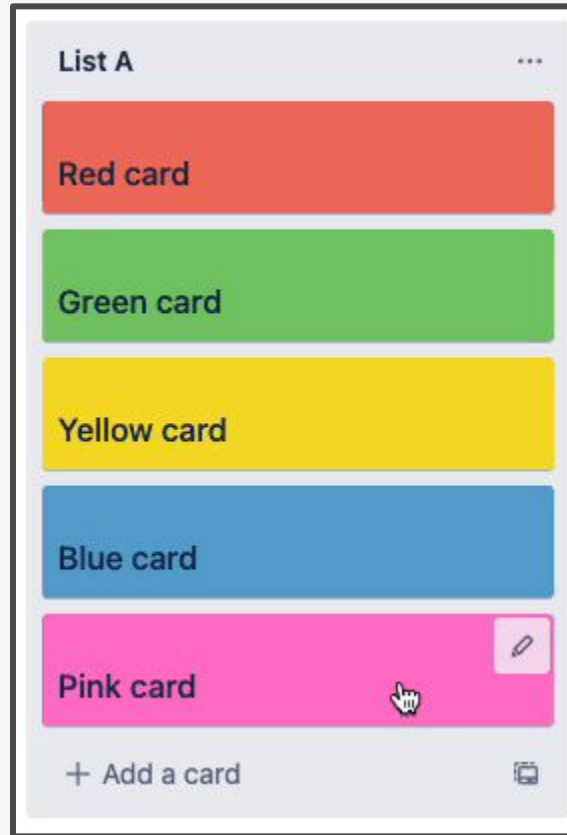 List A
Red card
Green card
Yellow card
Blue card
Pink card
+ Add a card